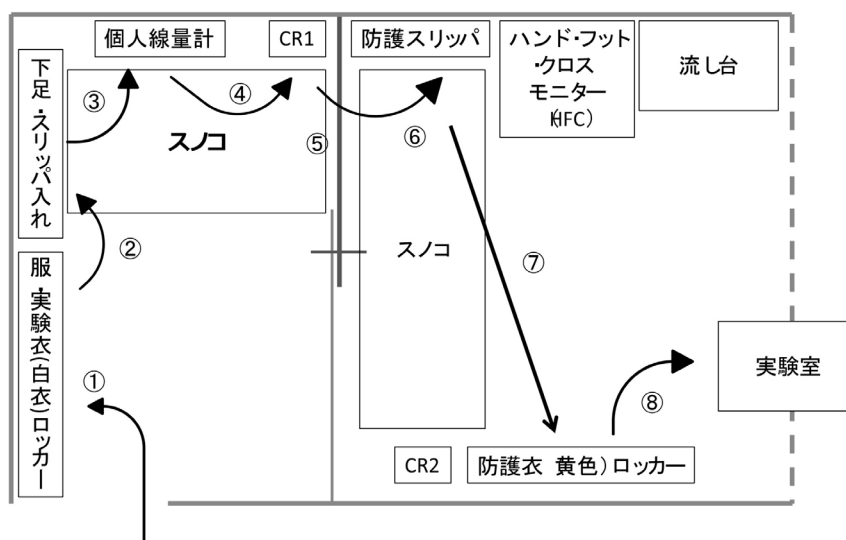 個人線量計
CR1
防護スリッパ
ハンド・フット
・クロス
モニター
(HFC)
流し台
下足・スリッパ入れ
③
④
スノコ
⑤
⑥
②
スノコ
⑦
服・実験衣(白衣)ロッカー
①
実験室
⑧
CR2
防護衣 黄色)ロッカー